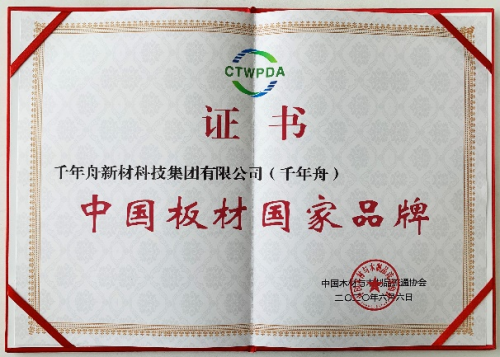 CTWPDA
证书
千年舟新材科技集团有限公司（千年舟）
中国板材国家品牌
中国木材与木制品流通协会
二〇二〇年六月六日